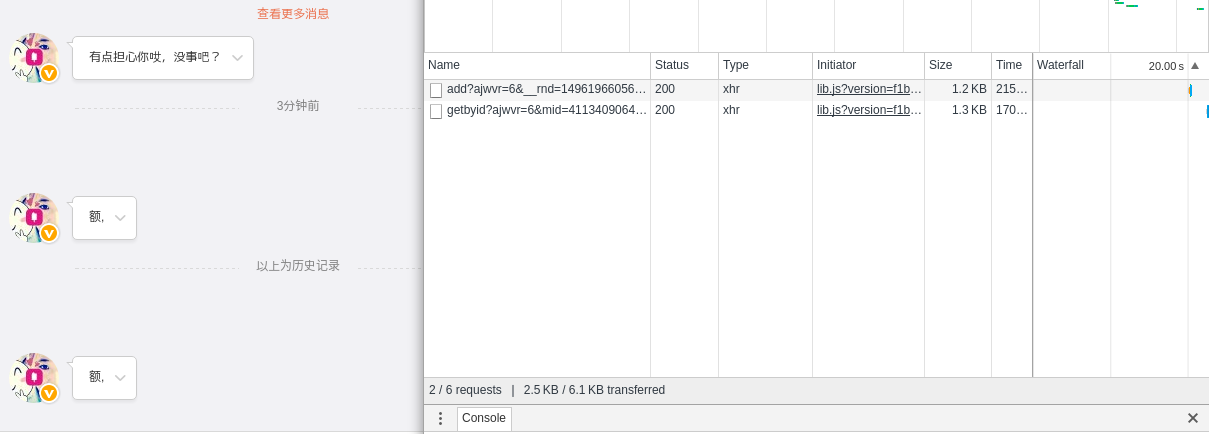 查看更多消息
有点担心你哎，没事吧？
3分钟前
额,
以上为历史记录
额,
20.00 s
Name Status Type Initiator Size Time Waterfall
add?ajwvr=6&__rnd=14961966056… 200 xhr lib.js?version=f1b… 1.2 KB 215…
getbyid?ajwvr=6&mid=4113409064… 200 xhr lib.js?version=f1b… 1.3 KB 170…
2 / 6 requests | 2.5 KB / 6.1 KB transferred
Console